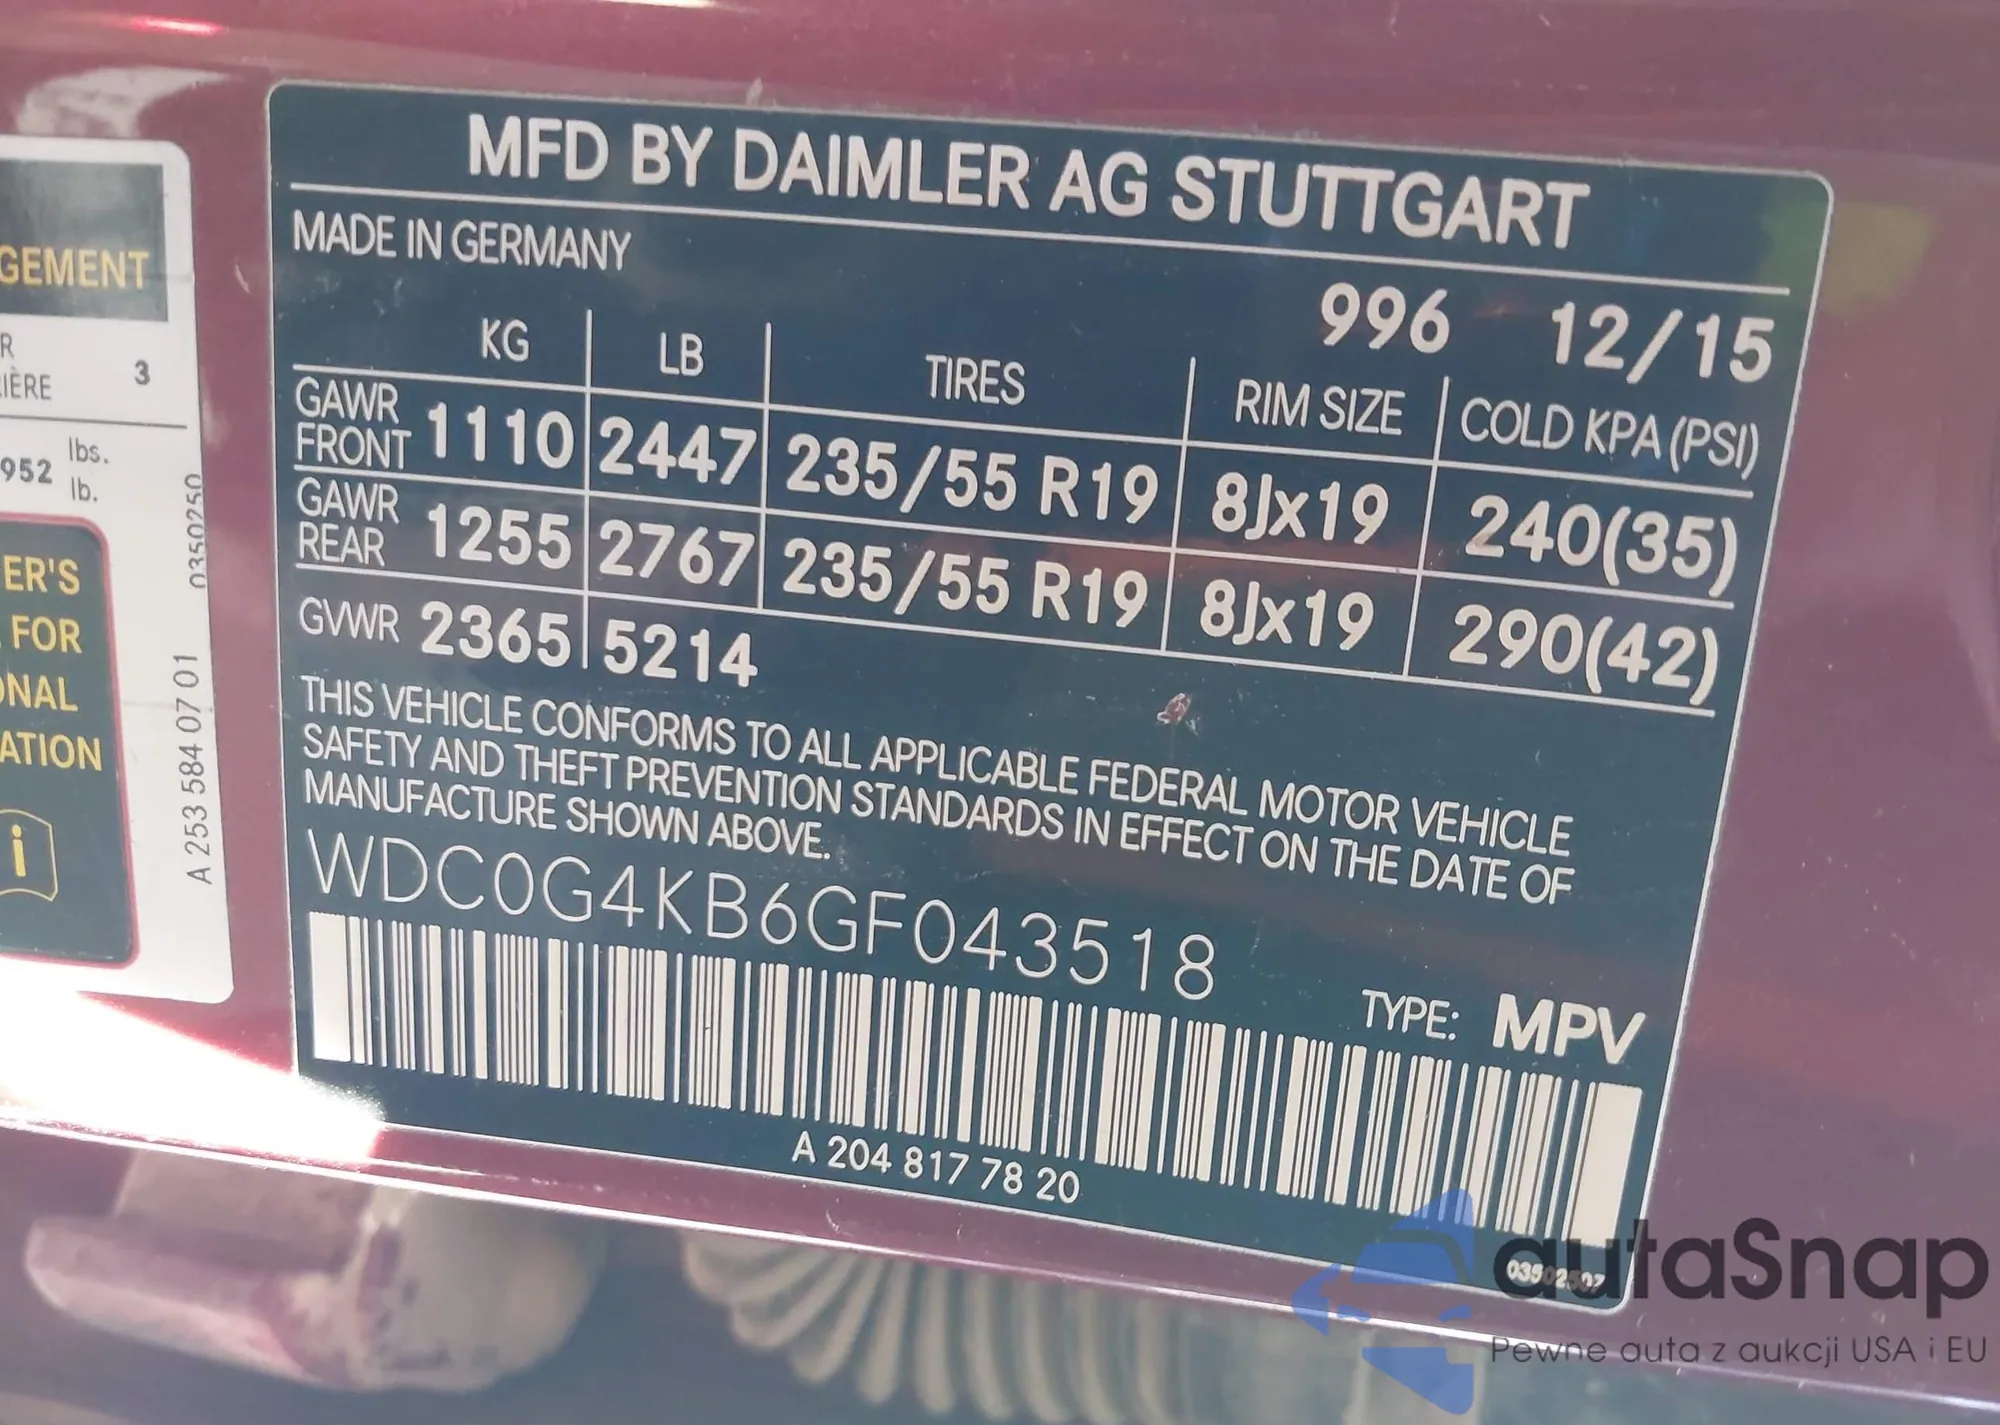 GEMENT
R
IÈRE 3
952 lbs.
lb.
ER'S
FOR
ONAL
ATION
i
A 253 584 07 01 0350250
MFD BY DAIMLER AG STUTTGART
MADE IN GERMANY
996 12/15
KG LB TIRES RIM SIZE COLD KPA (PSI)
GAWR FRONT 1110 2447 235/55 R19 8Jx19 240(35)
GAWR REAR 1255 2767 235/55 R19 8Jx19 290(42)
GVWR 2365 5214
THIS VEHICLE CONFORMS TO ALL APPLICABLE FEDERAL MOTOR VEHICLE
SAFETY AND THEFT PREVENTION STANDARDS IN EFFECT ON THE DATE OF
MANUFACTURE SHOWN ABOVE.
WDC0G4KB6GF043518
TYPE: MPV
A 204 817 78 20
03502507
autaSnap
Pewne auta z aukcji USA i EU